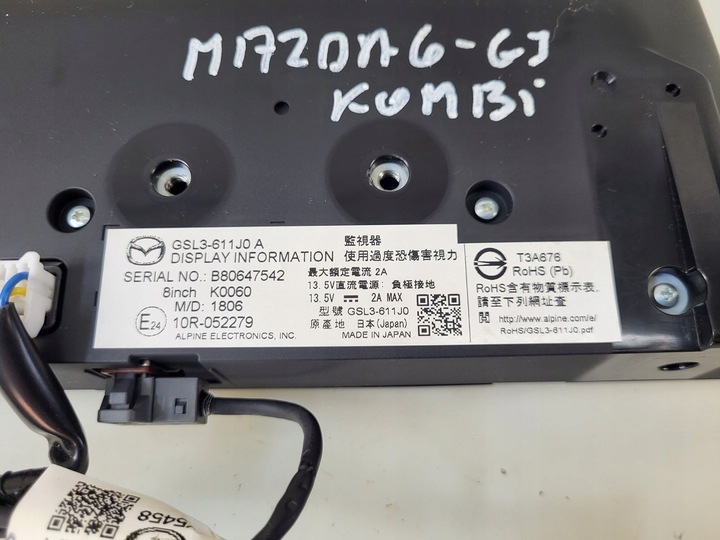 MAZDA 6-GJ
KOMBi
GSL3-611J0 A
DISPLAY INFORMATION
SERIAL NO.: B80647542
8inch K0060
M/D: 1806
E24 10R-052279
ALPINE ELECTRONICS, INC.
監視器
使用過度恐傷害視力
最大額定電流 2A
13.5V直流電源: 負極接地
13.5V ⎓ 2A MAX
型號 GSL3-611J0
原產地 日本(Japan)
MADE IN JAPAN
T3A676
RoHS (Pb)
RoHS含有物質標示表.
請至下列網址查
閱 http://www.alpine.com/e/
RoHS/GSL3-611J0.pdf
5458